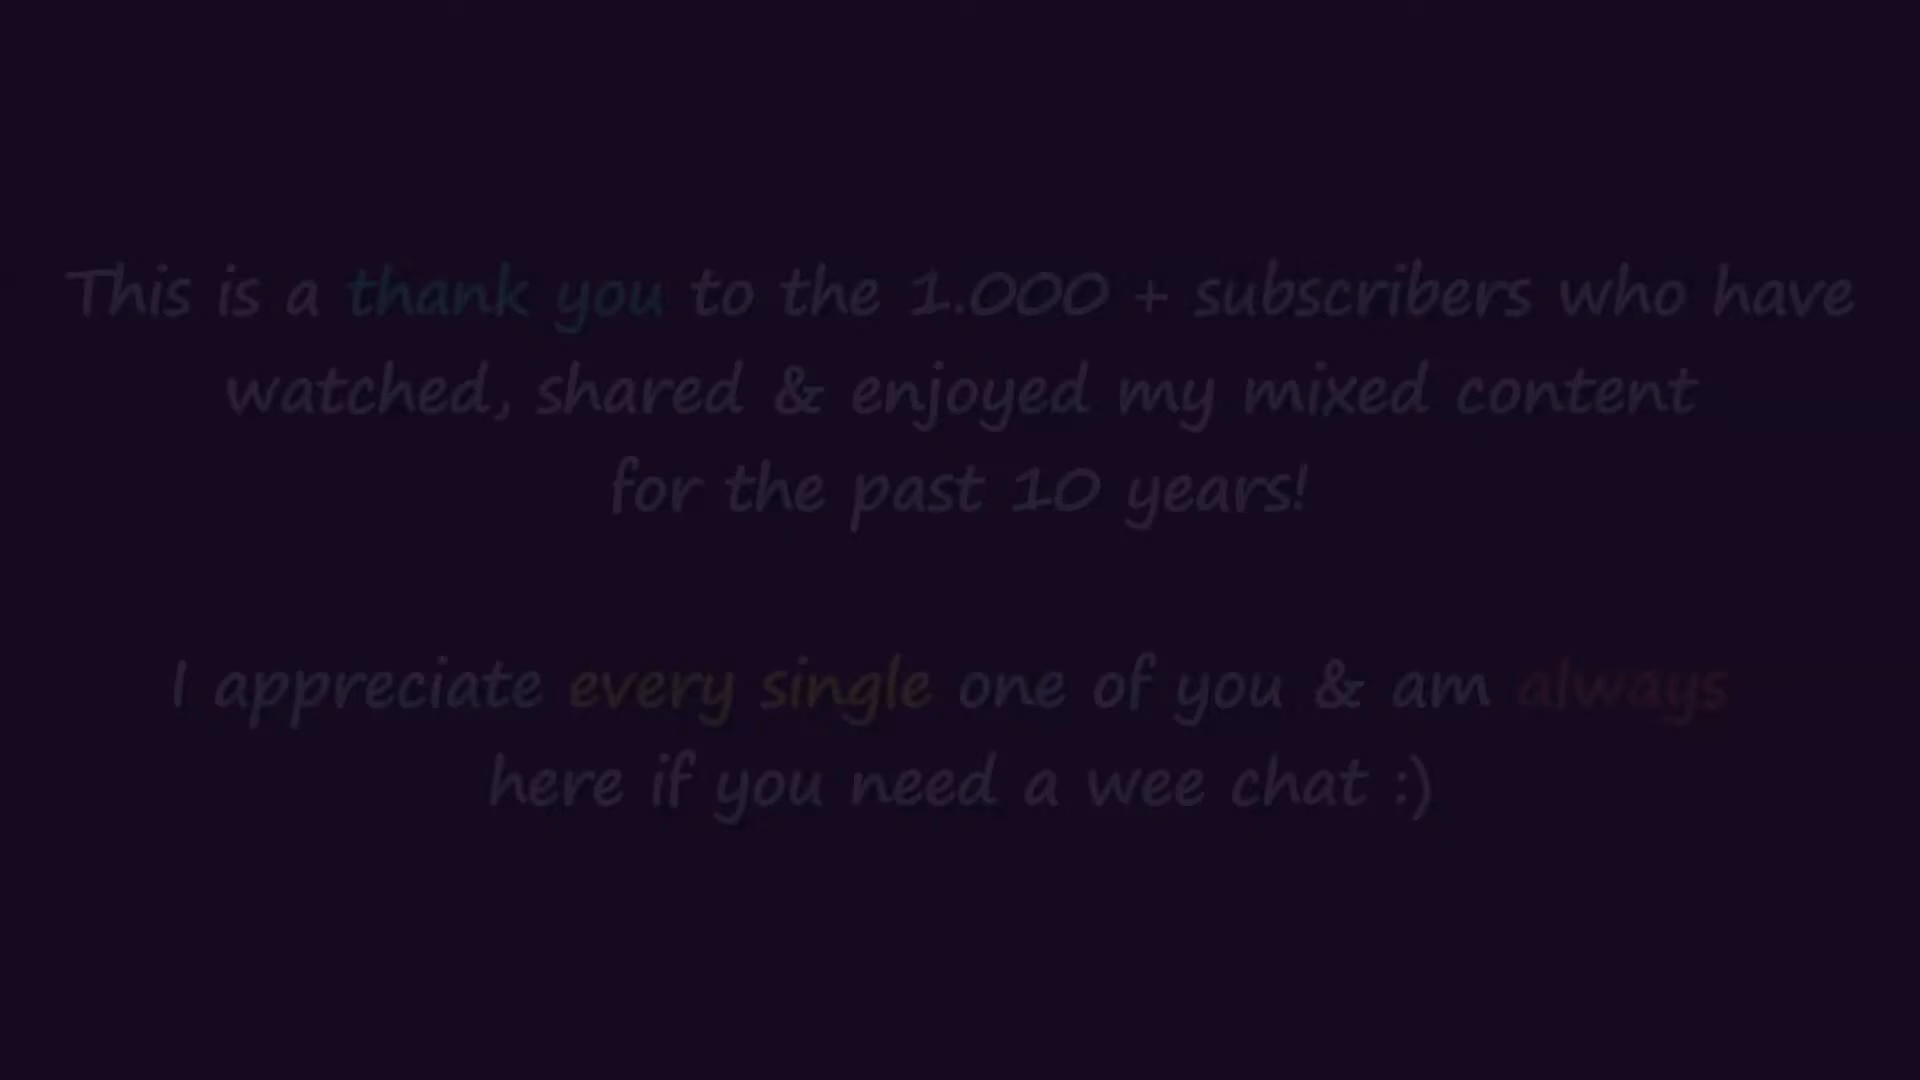 This is a thank you to the 1.000 + subscribers who have
watched, shared & enjoyed my mixed content
for the past 10 years!
I appreciate every single one of you & am always
here if you need a wee chat :)